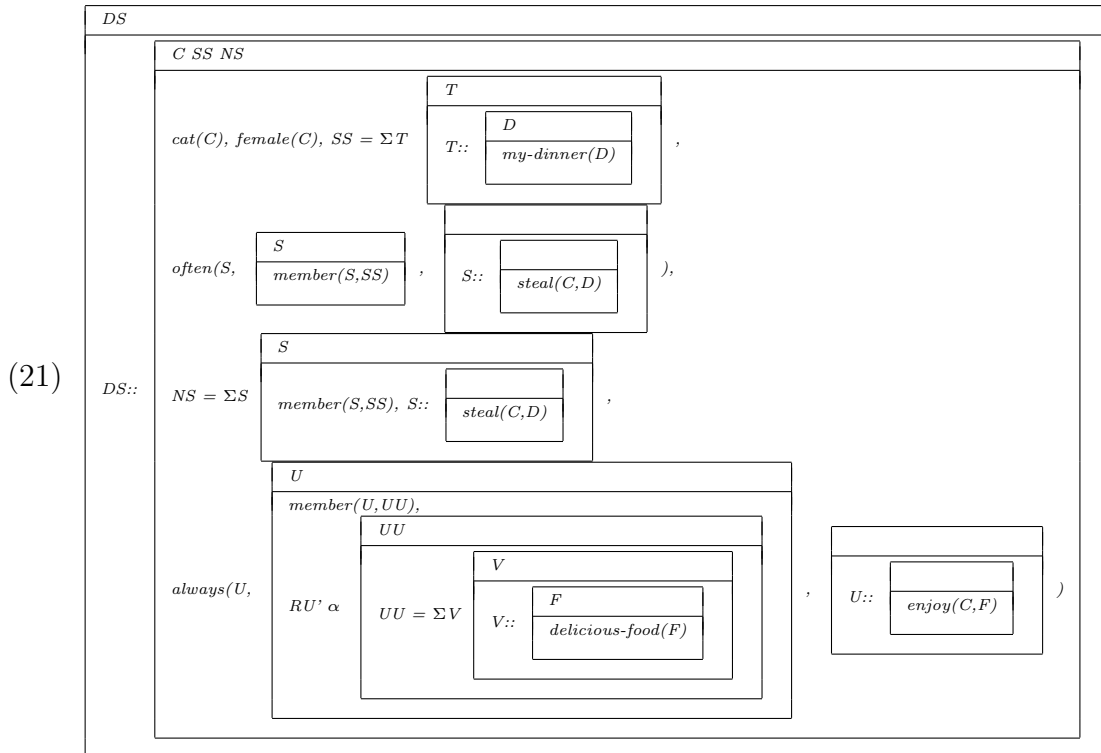 DS
C SS NS
T
cat(C), female(C), SS = ΣT
T::
D
my-dinner(D)
,
often(S,
S
member(S,SS)
,
S::
steal(C,D)
),
(21)
DS::
NS = ΣS
S
member(S,SS), S::
steal(C,D)
,
always(U,
U
member(U,UU),
RU' α
UU
UU = ΣV
V
V::
F
delicious-food(F)
,
U::
enjoy(C,F)
)